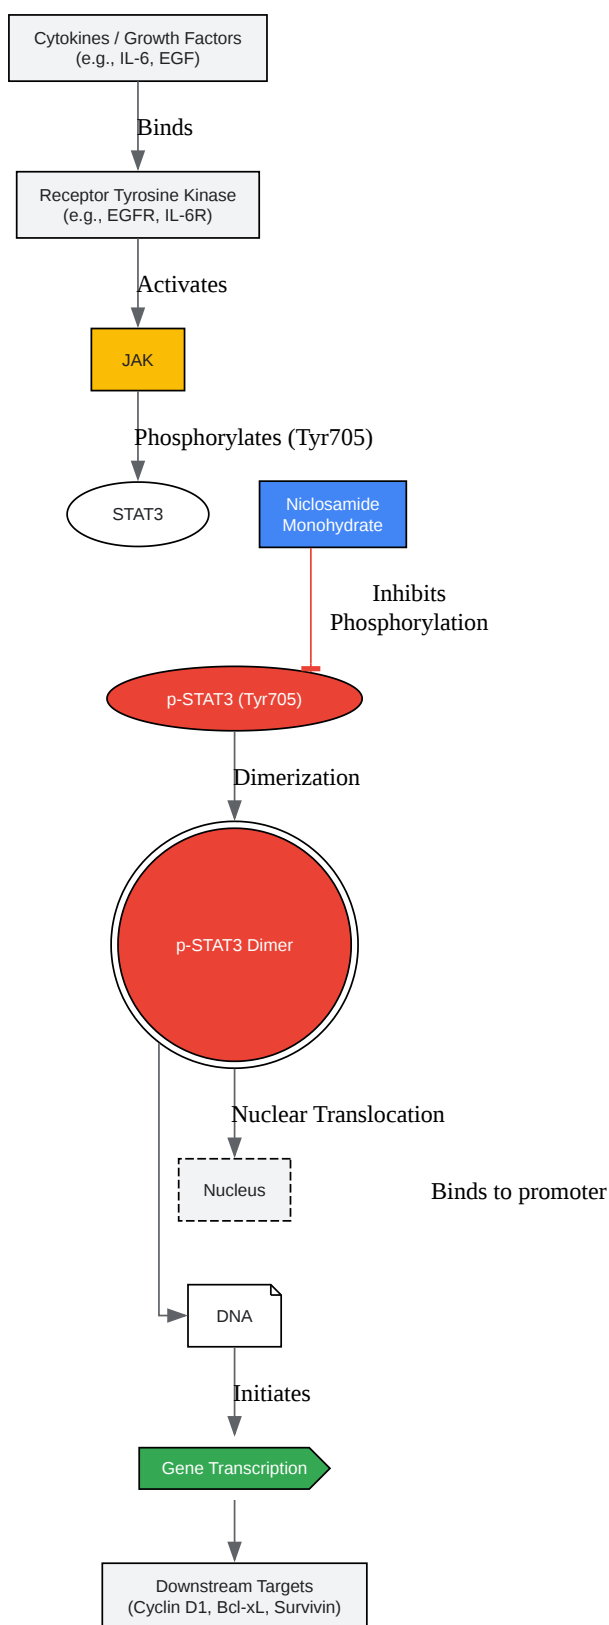 Cytokines / Growth Factors
(e.g., IL-6, EGF)
Binds
Receptor Tyrosine Kinase
(e.g., EGFR, IL-6R)
Activates
JAK
Phosphorylates (Tyr705)
STAT3
Niclosamide
Monohydrate
Inhibits
Phosphorylation
p-STAT3 (Tyr705)
Dimerization
p-STAT3 Dimer
Nuclear Translocation
Nucleus
Binds to promoter
DNA
Initiates
Gene Transcription
Downstream Targets
(Cyclin D1, Bcl-xL, Survivin)